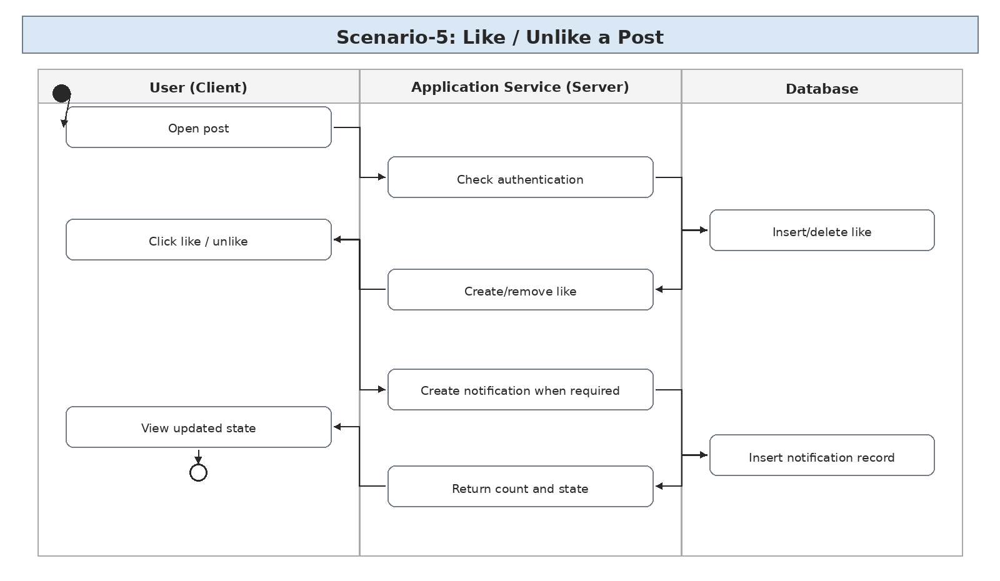 Scenario-5: Like / Unlike a Post
User (Client)
Application Service (Server)
Database
Open post
Check authentication
Insert/delete like
Click like / unlike
Create/remove like
Create notification when required
View updated state
Insert notification record
Return count and state